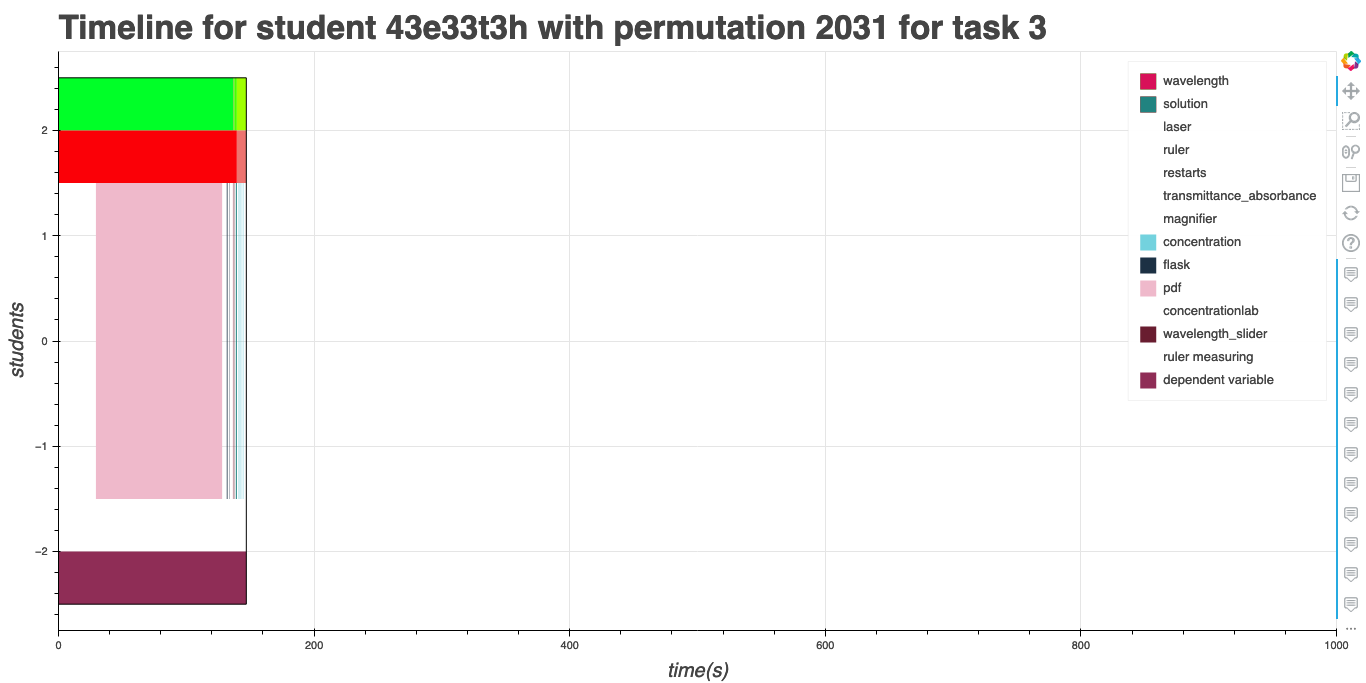 Timeline for student 43e33t3h with permutation 2031 for task 3
wavelength
solution
laser
ruler
restarts
transmittance_absorbance
magnifier
concentration
flask
pdf
concentrationlab
wavelength_slider
ruler measuring
dependent variable
students
2
1
0
−1
−2
0
200
400
600
800
1000
time(s)